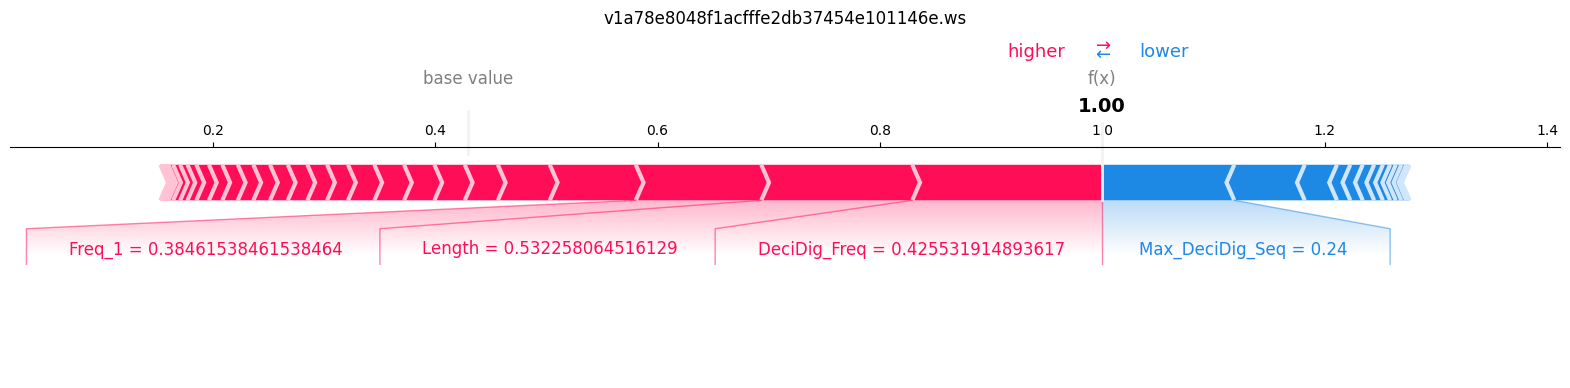 v1a78e8048f1acfffe2db37454e101146e.ws
higher → ← lower
base value f(x)
1.00
0.2 0.4 0.6 0.8 1.0 1.2 1.4
Freq_1 = 0.38461538461538464 Length = 0.532258064516129 DeciDig_Freq = 0.425531914893617 Max_DeciDig_Seq = 0.24